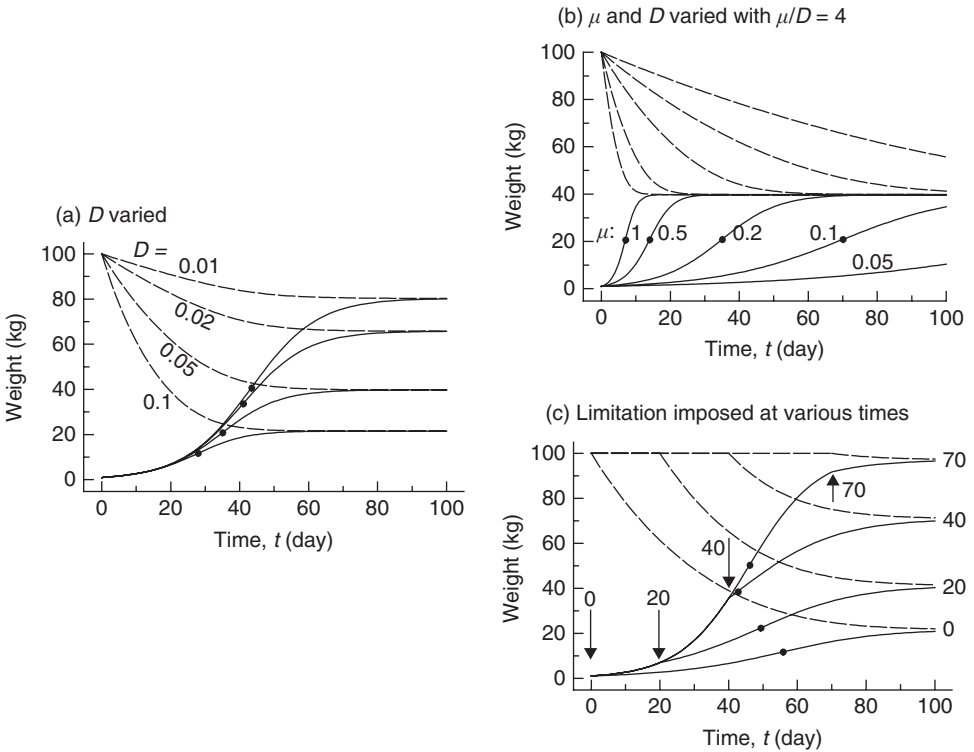 (a) D varied
D =
0.01
0.02
0.05
0.1
100
80
60
40
20
0
Weight (kg)
0 20 40 60 80 100
Time, t (day)
(b) μ and D varied with μ/D = 4
100
80
60
40
20
0
Weight (kg)
μ: 1 0.5 0.2 0.1
0.05
0 20 40 60 80 100
Time, t (day)
(c) Limitation imposed at various times
100
80
60
40
20
0
Weight (kg)
0
20
40
70
70
40
20
0
0 20 40 60 80 100
Time, t (day)